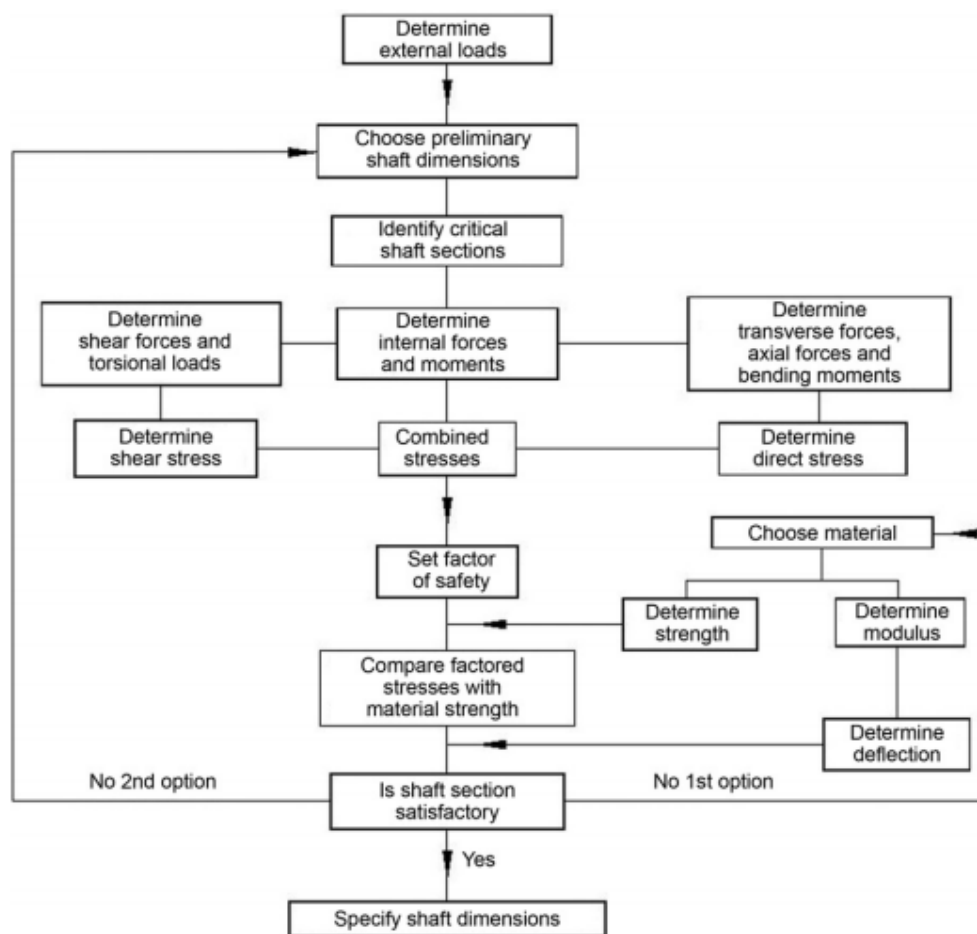 Determine
external loads
Choose preliminary
shaft dimensions
Identify critical
shaft sections
Determine
shear forces and
torsional loads
Determine
internal forces
and moments
Determine
transverse forces,
axial forces and
bending moments
Determine
shear stress
Combined
stresses
Determine
direct stress
Choose material
Set factor
of safety
Determine
strength
Determine
modulus
Compare factored
stresses with
material strength
Determine
deflection
No 2nd option
Is shaft section
satisfactory
No 1st option
Yes
Specify shaft dimensions